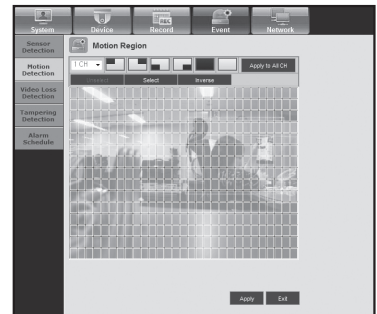 System Device Record Event Network
Sensor
Detection
Motion Region
Motion
Detection
1 CH
Apply to All CH
Unselect Select Inverse
Video Loss
Detection
Tampering
Detection
Alarm
Schedule
Apply Exit